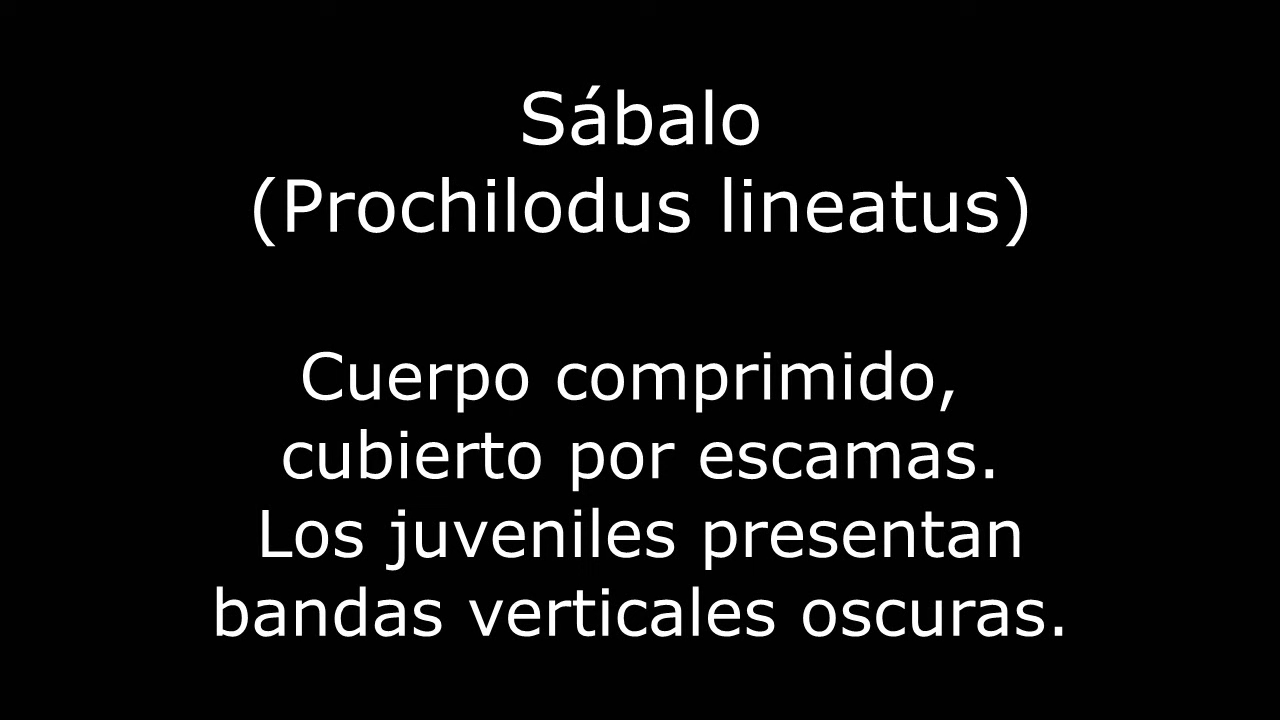 Sábalo
(Prochilodus lineatus)
Cuerpo comprimido,
cubierto por escamas.
Los juveniles presentan
bandas verticales oscuras.